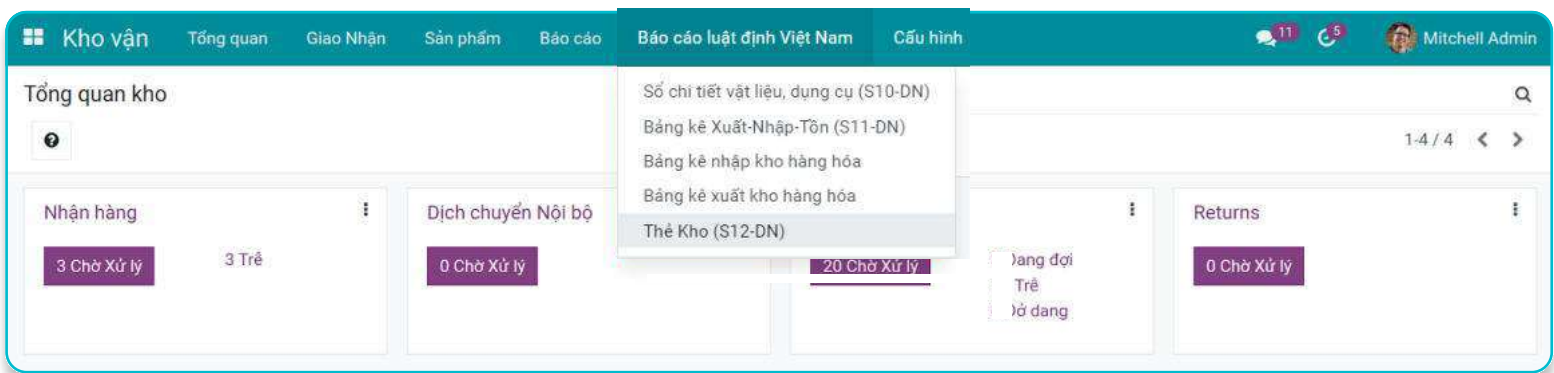 Kho vận Tổng quan Giao Nhận Sản phẩm Báo cáo Báo cáo luật định Việt Nam Cấu hình 11 5 Mitchell Admin
Tổng quan kho
1-4 / 4
Sổ chi tiết vật liệu, dụng cụ (S10-DN)
Bảng kê Xuất-Nhập-Tồn (S11-DN)
Bảng kê nhập kho hàng hóa
Bảng kê xuất kho hàng hóa
Thẻ Kho (S12-DN)
Nhận hàng
3 Chờ Xử lý 3 Trễ
Dịch chuyển Nội bộ
0 Chờ Xử lý
20 Chờ Xử lý
đợi
Trễ
dang
Returns
0 Chờ Xử lý